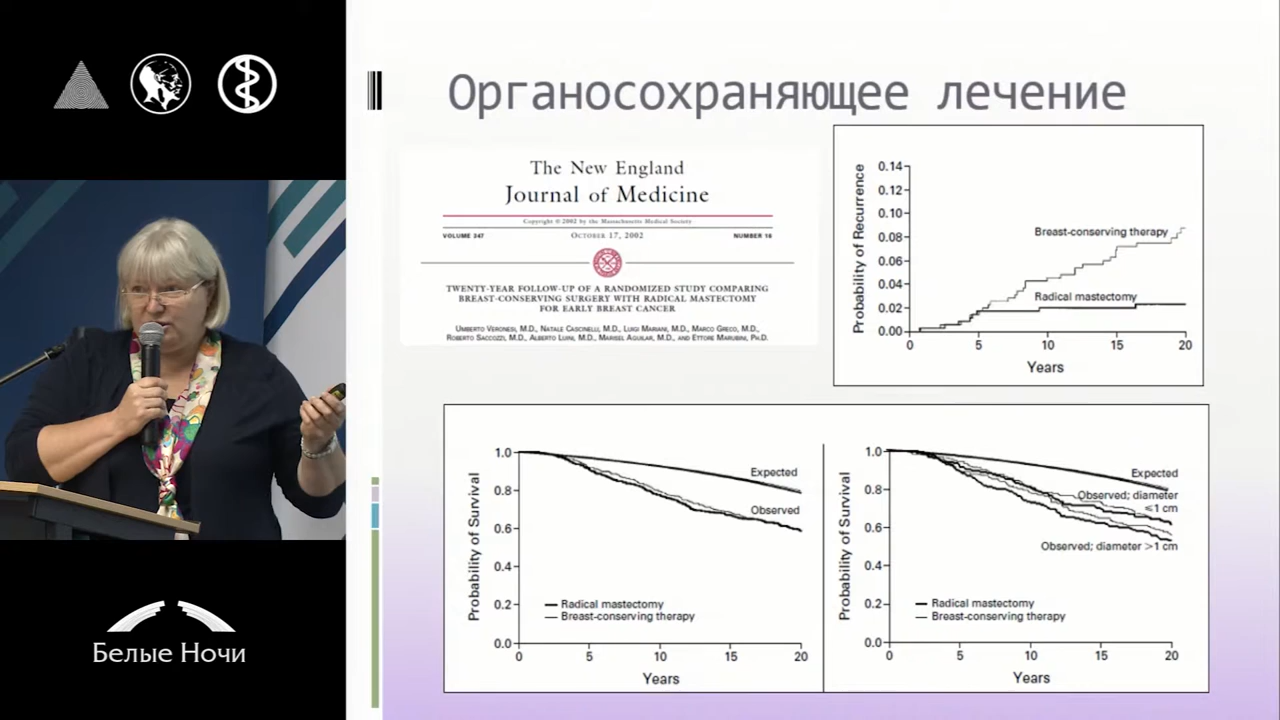 Органосохраняющее лечение
The New England
Journal of Medicine
Copyright © 2002 by the Massachusetts Medical Society
VOLUME 347
OCTOBER 17, 2002
NUMBER 16
TWENTY-YEAR FOLLOW-UP OF A RANDOMIZED STUDY COMPARING
BREAST-CONSERVING SURGERY WITH RADICAL MASTECTOMY
FOR EARLY BREAST CANCER
UMBERTO VERONESI, M.D., NATALE CASCINELLI, M.D., LUIGI MARIANI, M.D., MARCO GRECO, M.D.,
ROBERTO SACCOZZI, M.D., ALBERTO LUINI, M.D., MARISEL AGUILAR, M.D., AND ETTORE MARUBINI, PH.D.
Probability of Recurrence
0.14
0.12
0.10
0.08
0.06
0.04
0.02
0.00
Breast-conserving therapy
Radical mastectomy
0 5 10 15 20
Years
Probability of Survival
1.0
0.8
0.6
0.4
0.2
0.0
Expected
Observed
Radical mastectomy
Breast-conserving therapy
0 5 10 15 20
Years
Probability of Survival
1.0
0.8
0.6
0.4
0.2
0.0
Expected
Observed; diameter
≤1 cm
Observed; diameter >1 cm
Radical mastectomy
Breast-conserving therapy
0 5 10 15 20
Years
Белые Ночи